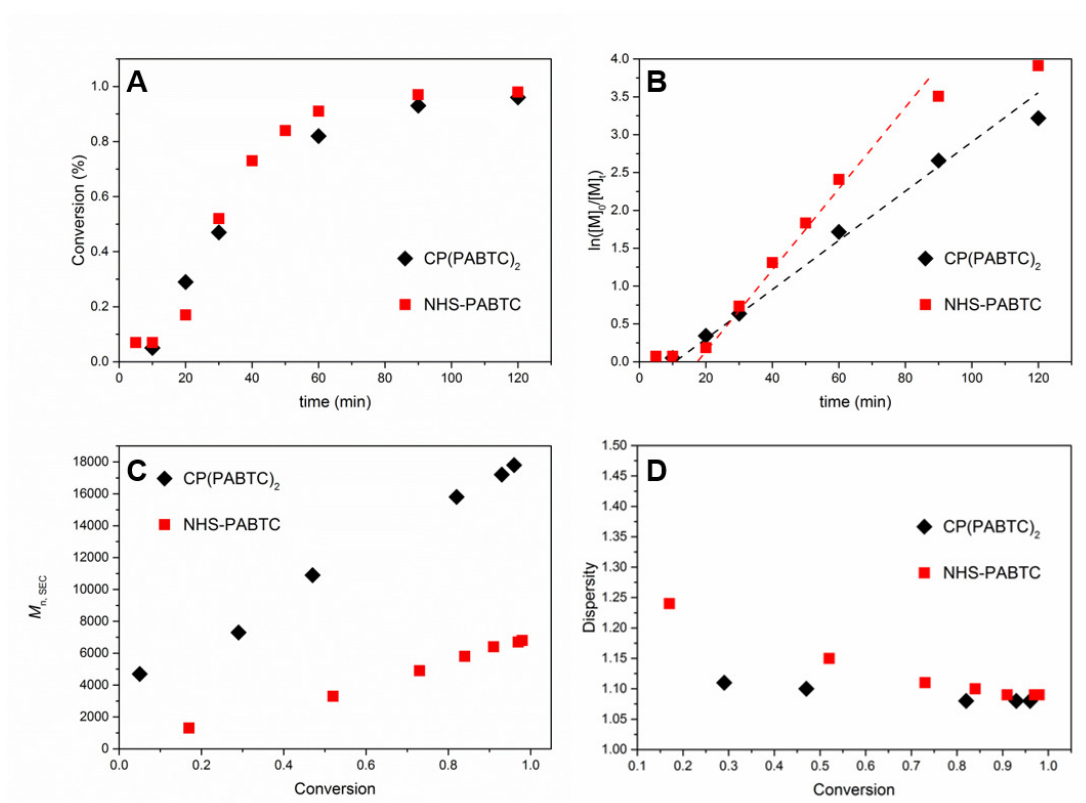 A
Conversion (%)
1.0
0.8
0.6
0.4
0.2
0.0
CP(PABTC)₂
NHS-PABTC
0 20 40 60 80 100 120
time (min)
B
ln([M]₀/[M]ₜ)
4.0
3.5
3.0
2.5
2.0
1.5
1.0
0.5
0.0
CP(PABTC)₂
NHS-PABTC
0 20 40 60 80 100 120
time (min)
C
Mn, SEC
18000
16000
14000
12000
10000
8000
6000
4000
2000
0
CP(PABTC)₂
NHS-PABTC
0.0 0.2 0.4 0.6 0.8 1.0
Conversion
D
Dispersity
1.50
1.45
1.40
1.35
1.30
1.25
1.20
1.15
1.10
1.05
1.00
CP(PABTC)₂
NHS-PABTC
0.1 0.2 0.3 0.4 0.5 0.6 0.7 0.8 0.9 1.0
Conversion